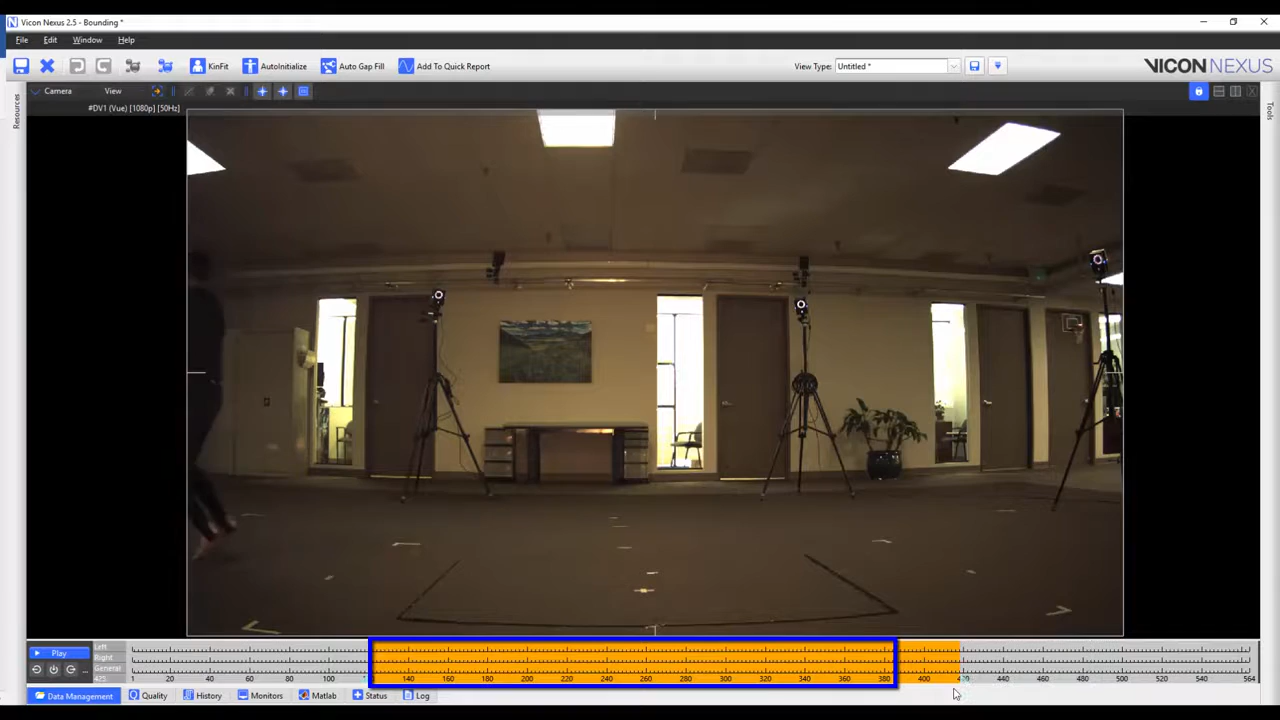 Vicon Nexus 2.5 - Bounding *
File Edit Window Help
KinFit AutoInitialize Auto Gap Fill Add To Quick Report View Type: Untitled * VICON NEXUS
Resources Camera View Tools
#DV1 (Vue) [1080p] [50Hz]
Play Left
Right
General
423 1 20 40 60 80 100 140 160 180 200 220 240 260 280 300 320 340 360 380 400 440 460 480 500 520 540 564
Data Management Quality History Monitors Matlab Status Log